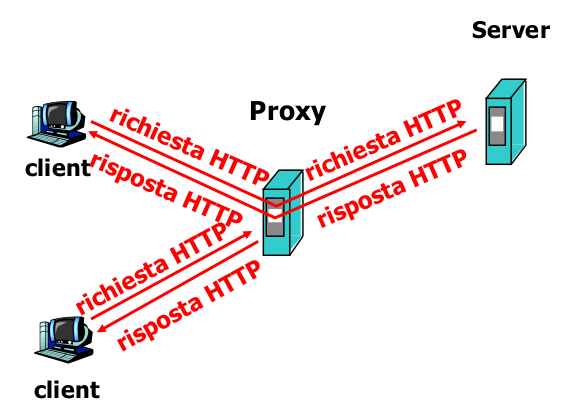 Server
Proxy
client
richiesta HTTP
risposta HTTP
richiesta HTTP
risposta HTTP
richiesta HTTP
risposta HTTP
client